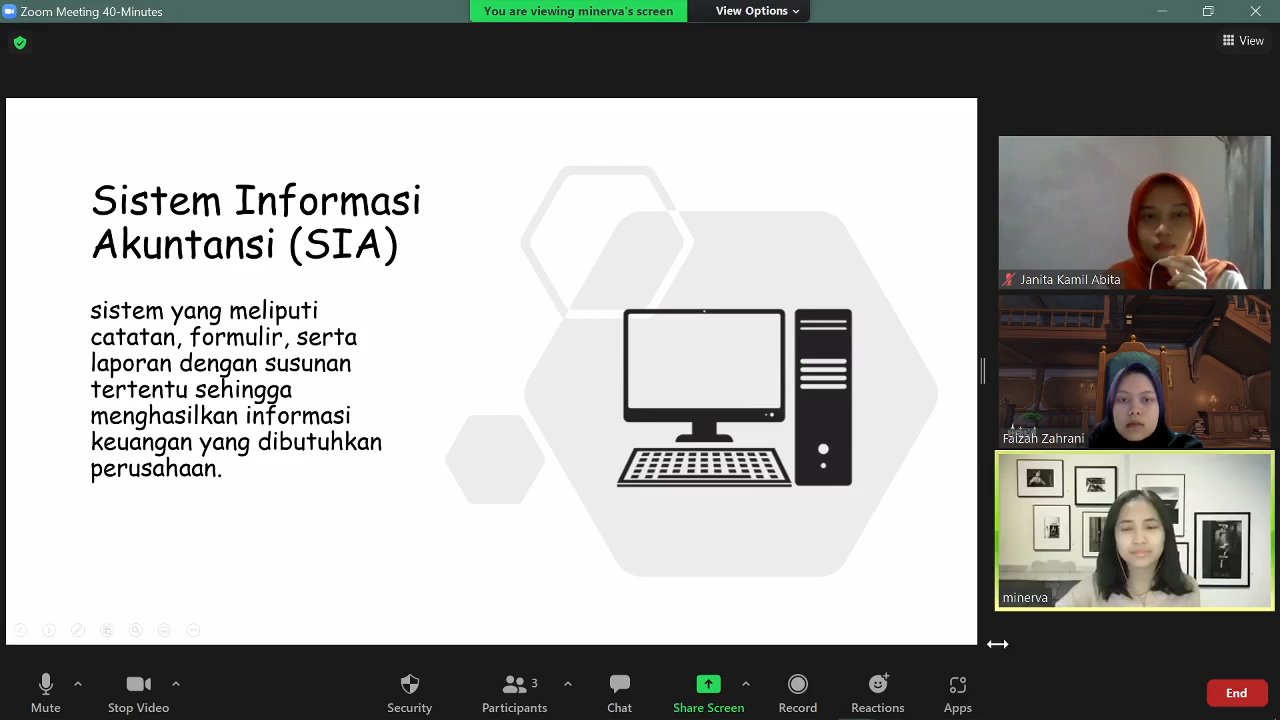 Zoom Meeting 40-Minutes
You are viewing minerva's screen
View Options
View
Sistem Informasi
Akuntansi (SIA)
sistem yang meliputi
catatan, formulir, serta
laporan dengan susunan
tertentu sehingga
menghasilkan informasi
keuangan yang dibutuhkan
perusahaan.
Janita Kamil Abita
Faizah Zahrani
minerva
Mute
Stop Video
Security
Participants
3
Chat
Share Screen
Record
Reactions
Apps
End